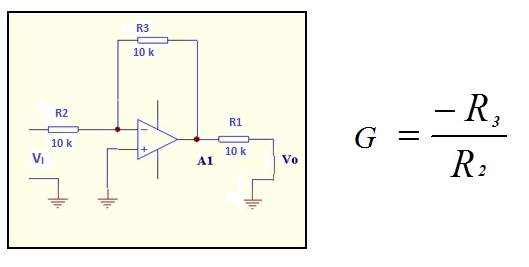 R3
10 k
R2
10 k
VI
−
+
A1
R1
10 k
Vo
G = −R3 / R2